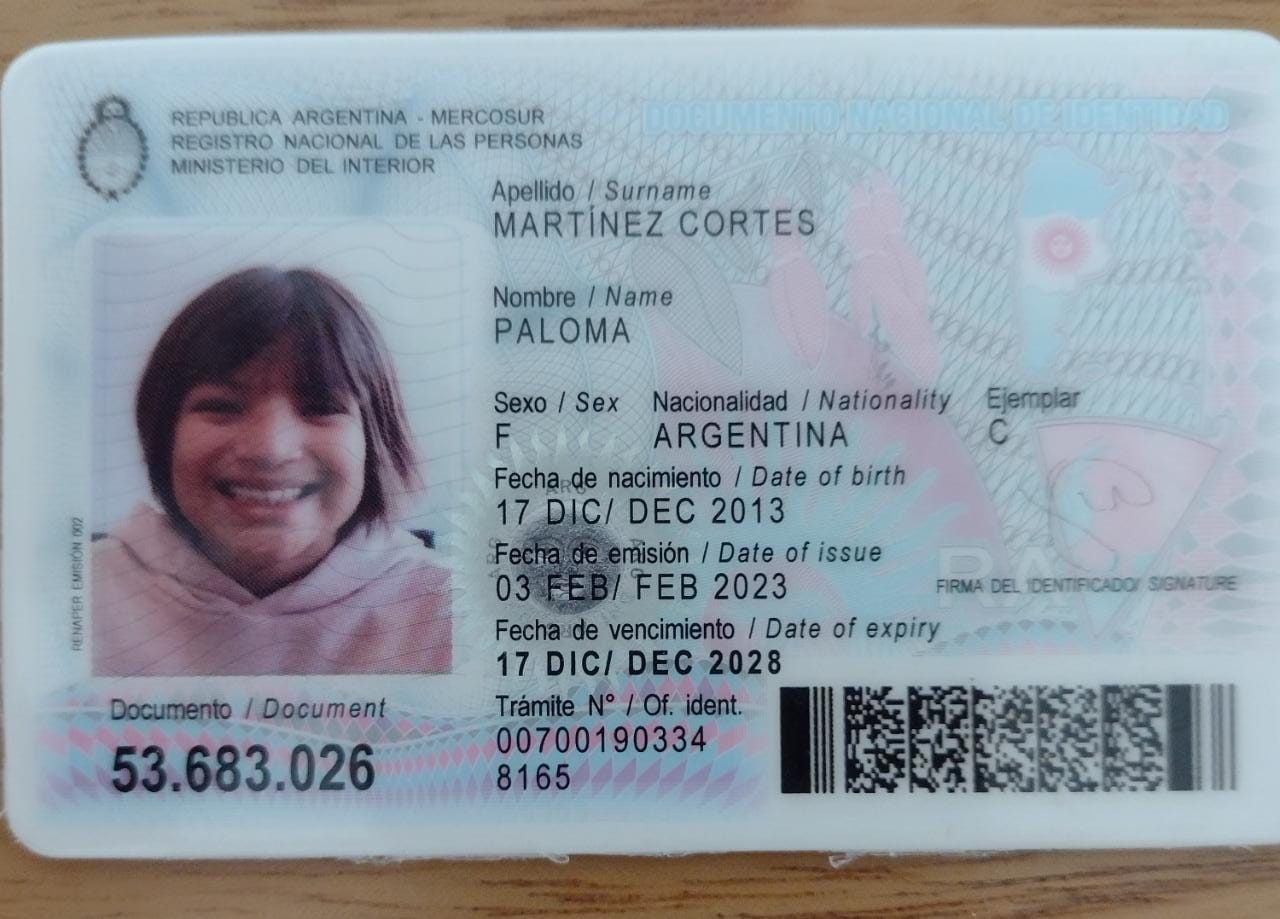 REPUBLICA ARGENTINA - MERCOSUR
REGISTRO NACIONAL DE LAS PERSONAS
MINISTERIO DEL INTERIOR
DOCUMENTO NACIONAL DE IDENTIDAD
Apellido / Surname
MARTÍNEZ CORTES
Nombre / Name
PALOMA
Sexo / Sex Nacionalidad / Nationality Ejemplar
F ARGENTINA C
Fecha de nacimiento / Date of birth
17 DIC/ DEC 2013
Fecha de emisión / Date of issue
03 FEB/ FEB 2023
FIRMA DEL IDENTIFICADO/ SIGNATURE
Fecha de vencimiento / Date of expiry
17 DIC/ DEC 2028
RENAPER EMISIÓN 002
Documento / Document
53.683.026
Trámite N° / Of. ident.
00700190334
8165
ARG
RA